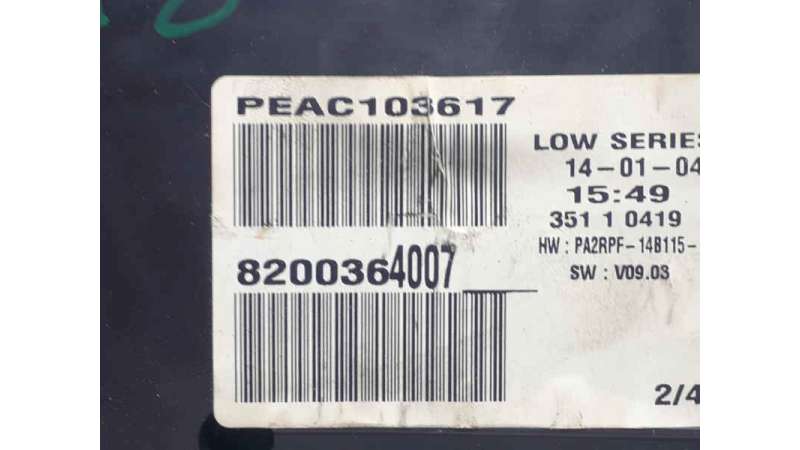 PEAC103617
LOW SERIES
14-01-04
15:49
351 1 0419
HW : PA2RPF-14B115-
SW : V09.03
8200364007
2/4